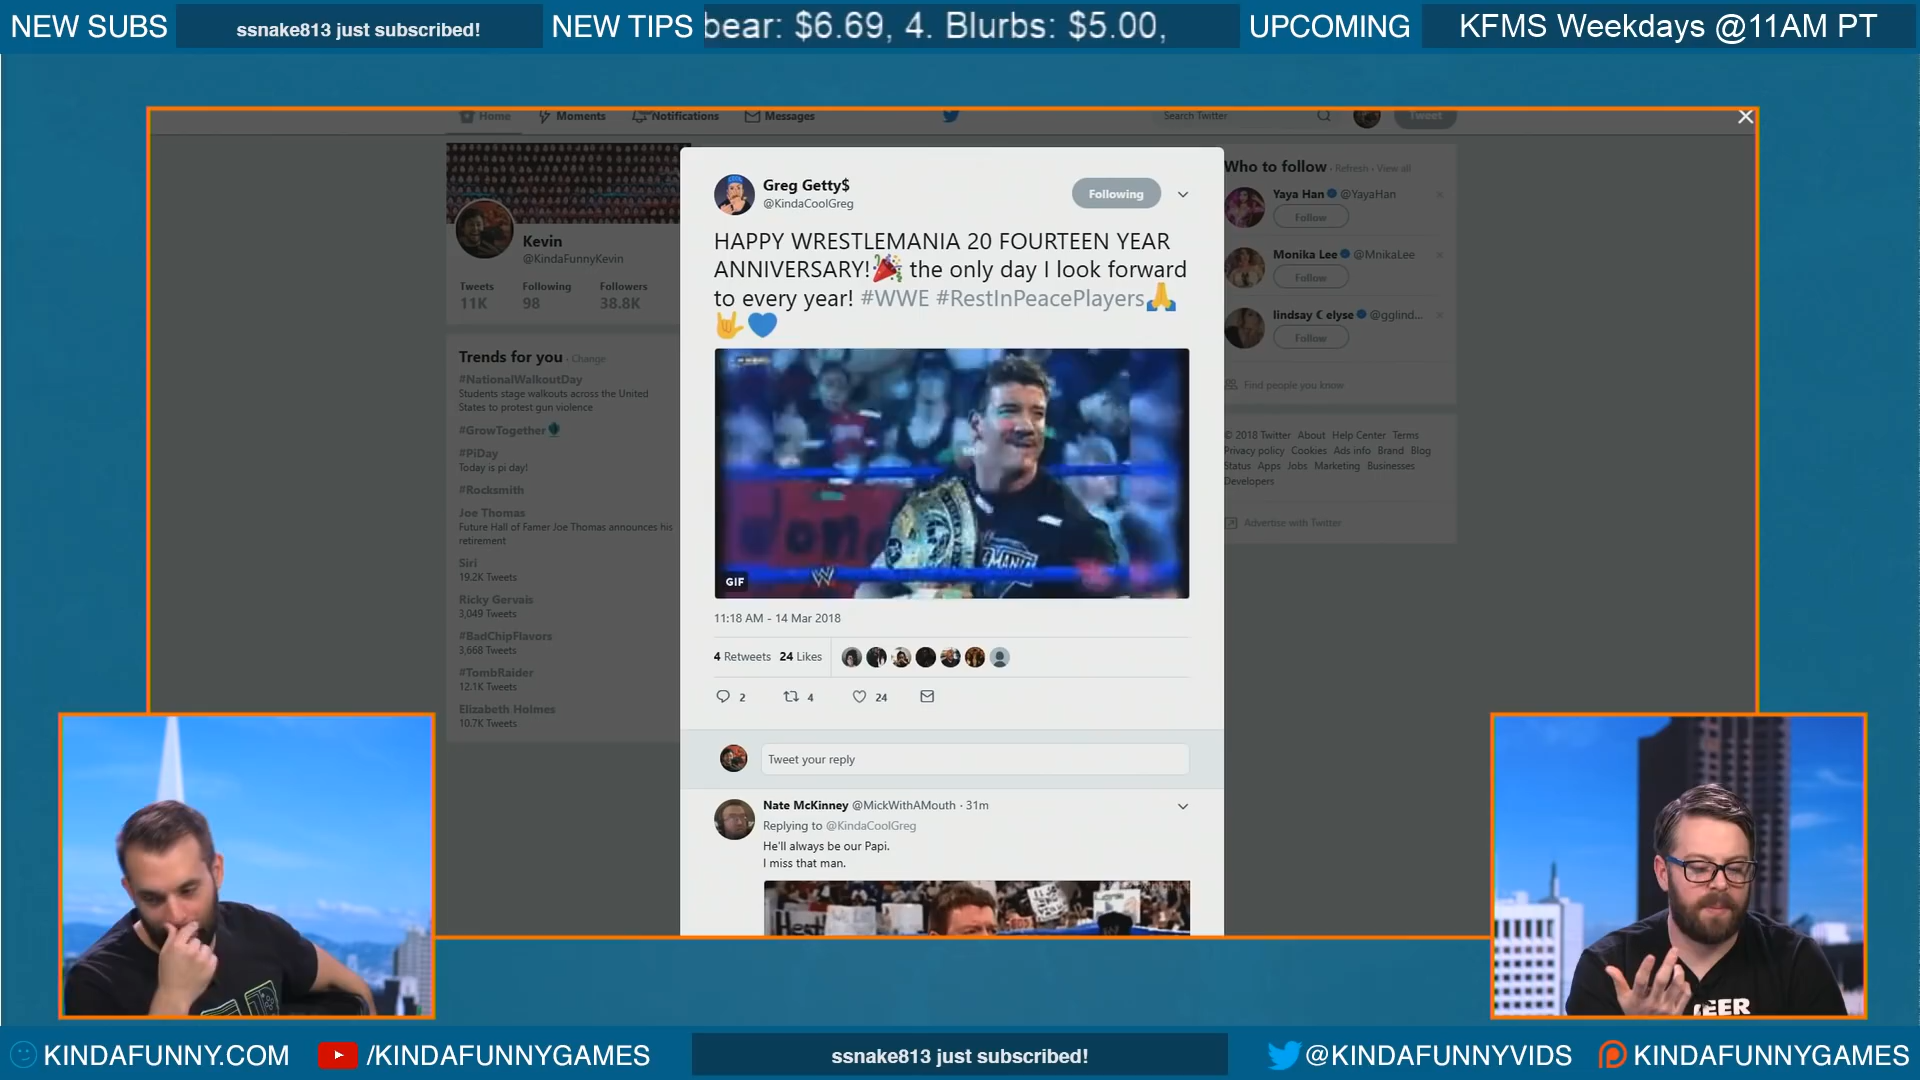 NEW SUBS
ssnake813 just subscribed!
NEW TIPS
bear: $6.69, 4. Blurbs: $5.00,
UPCOMING
KFMS Weekdays @11AM PT
Home
Moments
Notifications
Messages
Search Twitter
Tweet
Kevin
@KindaFunnyKevin
Tweets Following Followers
11K 98 38.8K
Trends for you · Change
#NationalWalkoutDay
Students stage walkouts across the United
States to protest gun violence
#GrowTogether
#PiDay
Today is pi day!
#Rocksmith
Joe Thomas
Future Hall of Famer Joe Thomas announces his
retirement
Siri
19.2K Tweets
Ricky Gervais
3,049 Tweets
#BadChipFlavors
3,668 Tweets
#TombRaider
12.1K Tweets
Elizabeth Holmes
10.7K Tweets
Greg Getty$
@KindaCoolGreg
Following
HAPPY WRESTLEMANIA 20 FOURTEEN YEAR
ANNIVERSARY!🎉 the only day I look forward
to every year! #WWE #RestInPeacePlayers🙏
🤟💙
don
MANIA
W
GIF
11:18 AM - 14 Mar 2018
4 Retweets 24 Likes
2 4 24
Tweet your reply
Nate McKinney @MickWithAMouth · 31m
Replying to @KindaCoolGreg
He'll always be our Papi.
I miss that man.
Who to follow · Refresh · View all
Yaya Han @YayaHan
Follow
Monika Lee @MnikaLee
Follow
lindsay ☾ elyse @gglind...
Follow
Find people you know
© 2018 Twitter About Help Center Terms
Privacy policy Cookies Ads info Brand Blog
Status Apps Jobs Marketing Businesses
Developers
Advertise with Twitter
KINDAFUNNY.COM
/KINDAFUNNYGAMES
ssnake813 just subscribed!
@KINDAFUNNYVIDS
KINDAFUNNYGAMES